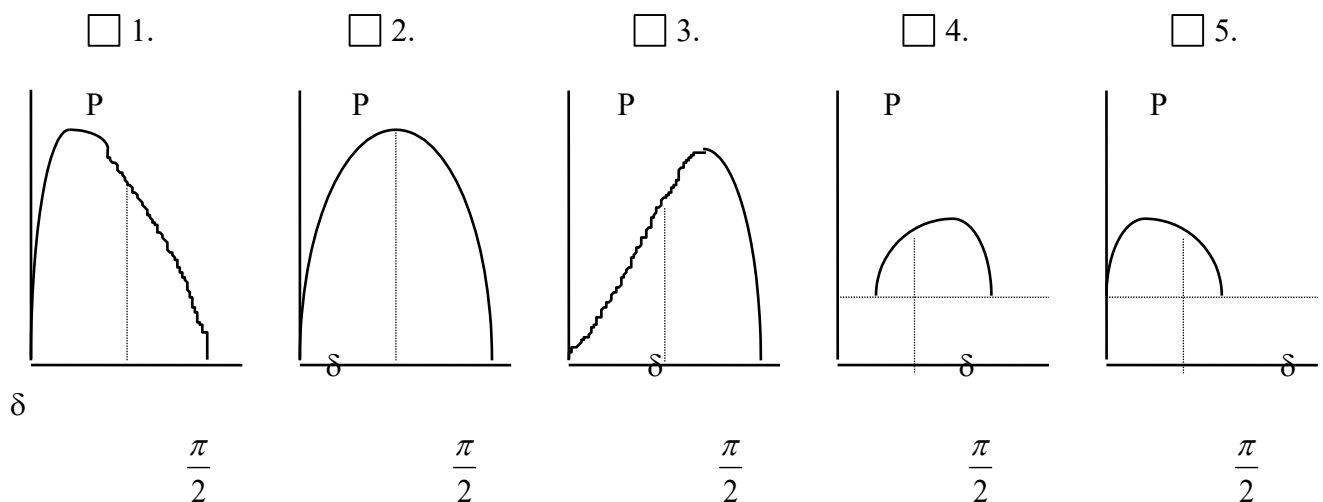 1. 2. 3. 4. 5.
P P P P P
δ δ δ δ
δ
π/2 π/2 π/2 π/2 π/2